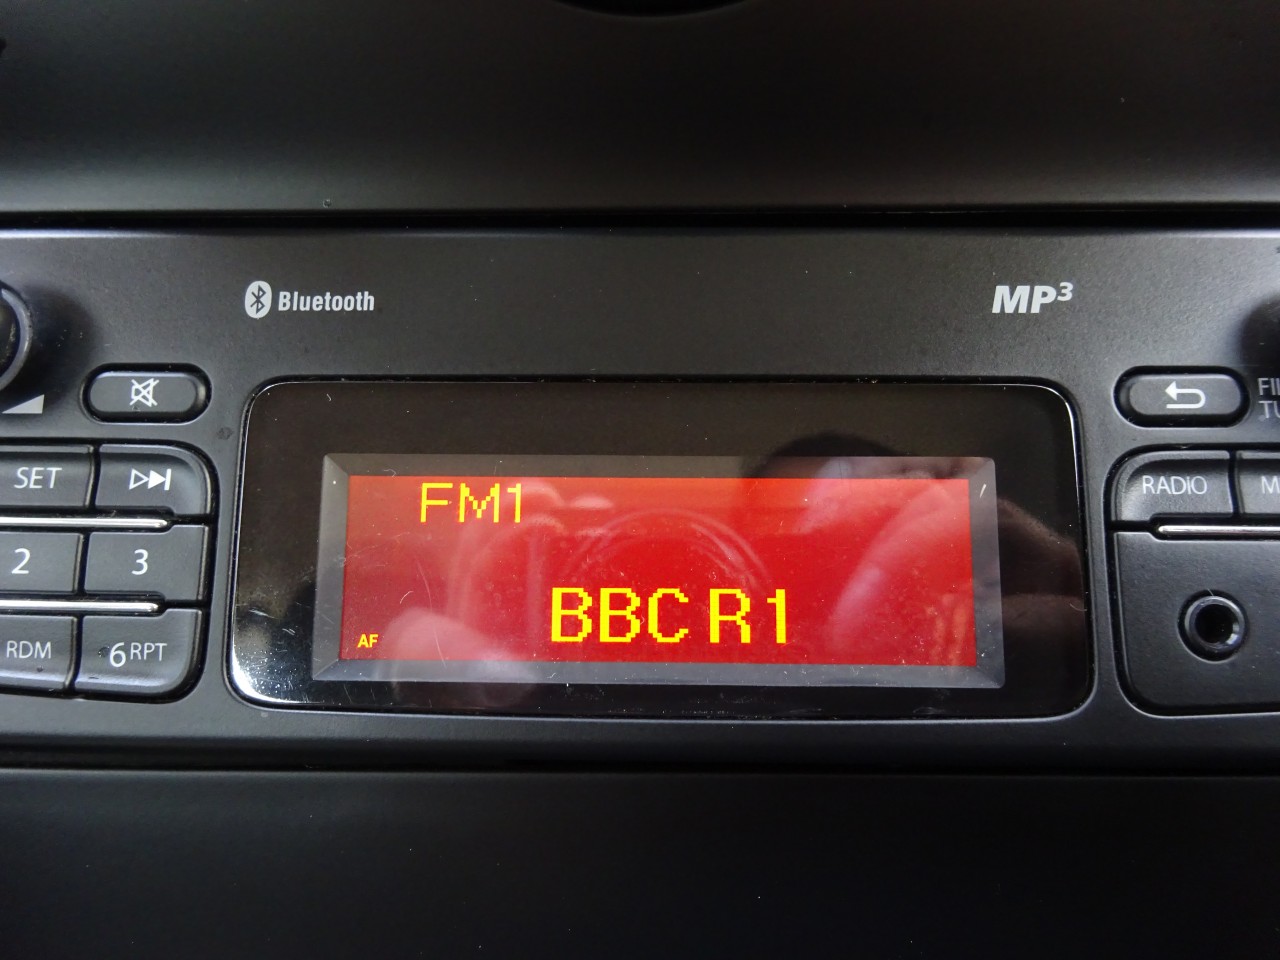 Bluetooth
MP3
SET
RADIO
FM1
2
3
BBC R1
AF
RDM
6 RPT